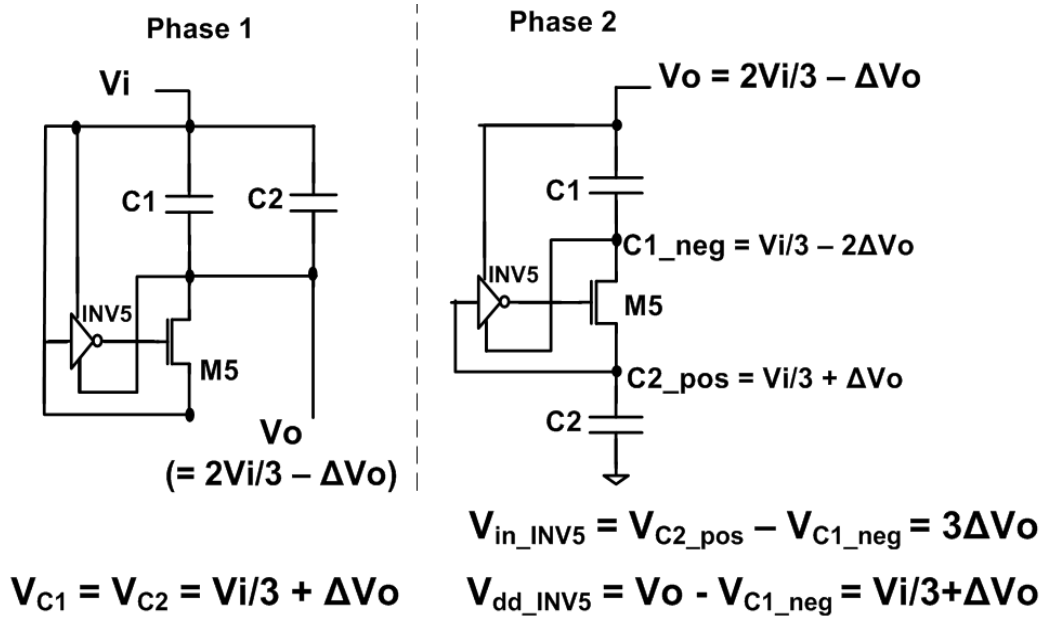 Phase 1
Vi
C1
C2
INV5
M5
Vo
(= 2Vi/3 – ΔVo)
V_C1 = V_C2 = Vi/3 + ΔVo
Phase 2
Vo = 2Vi/3 – ΔVo
C1
C1_neg = Vi/3 – 2ΔVo
INV5
M5
C2_pos = Vi/3 + ΔVo
C2
V_in_INV5 = V_C2_pos – V_C1_neg = 3ΔVo
V_dd_INV5 = Vo - V_C1_neg = Vi/3+ΔVo